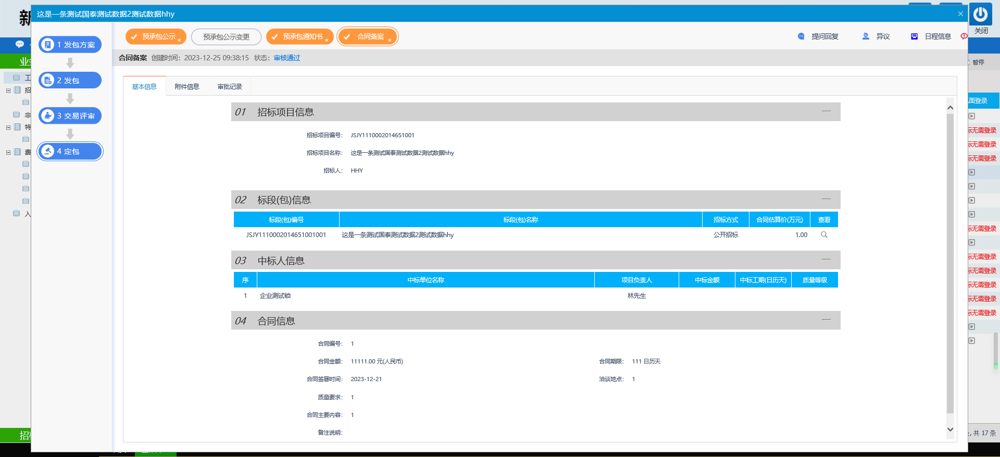 新
这是一条测试国泰测试数据2测试数据hhy
关闭
1 发包方案
2 发包
3 交易评审
4 定包
预承包公示 *
预承包公示变更
预承包通知书 *
合同备案 *
提问回复
异议
日程信息
合同备案 创建时间：2023-12-25 09:38:15 状态：审核通过
暂停
基本信息
附件信息
审批记录
01 招标项目信息
招标项目编号： JSJY1110002014651001
招标项目名称： 这是一条测试国泰测试数据2测试数据hhy
招标人： HHY
02 标段(包)信息
标段(包)编号 标段(包)名称 招标方式 合同估算价(万元) 查看
JSJY1110002014651001001 这是一条测试国泰测试数据2测试数据hhy 公开招标 1.00
03 中标人信息
序 中标单位名称 项目负责人 中标金额 中标工期(日历天) 质量等级
1 企业测试锁 林先生
04 合同信息
合同编号： 1
合同金额： 11111.00 元(人民币) 合同期限： 111 日历天
合同签署时间： 2023-12-21 洽谈地点： 1
质量要求： 1
合同主要内容： 1
备注说明：
业
工
招
非
特
费
入
招
面登录
标无需登录
标无需登录
标无需登录
标无需登录
标无需登录
标无需登录
标无需登录
标无需登录
标无需登录
, 共 17 条